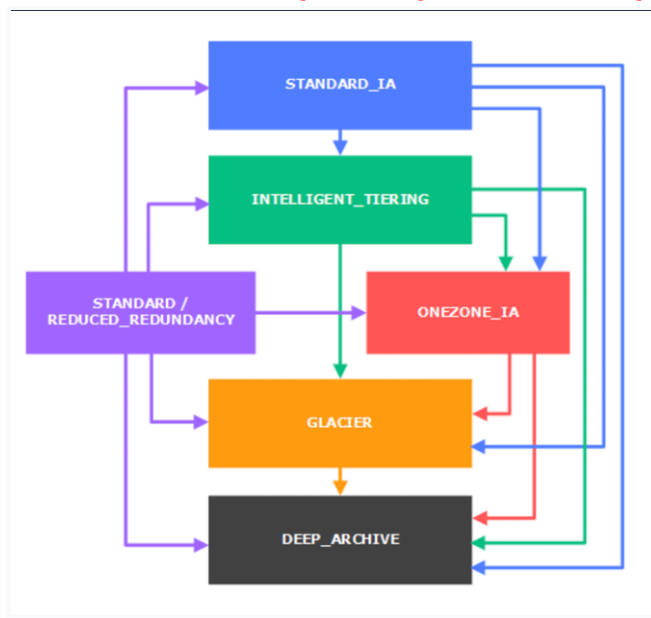 STANDARD_IA
INTELLIGENT_TIERING
STANDARD /
REDUCED_REDUNDANCY
ONEZONE_IA
GLACIER
DEEP_ARCHIVE